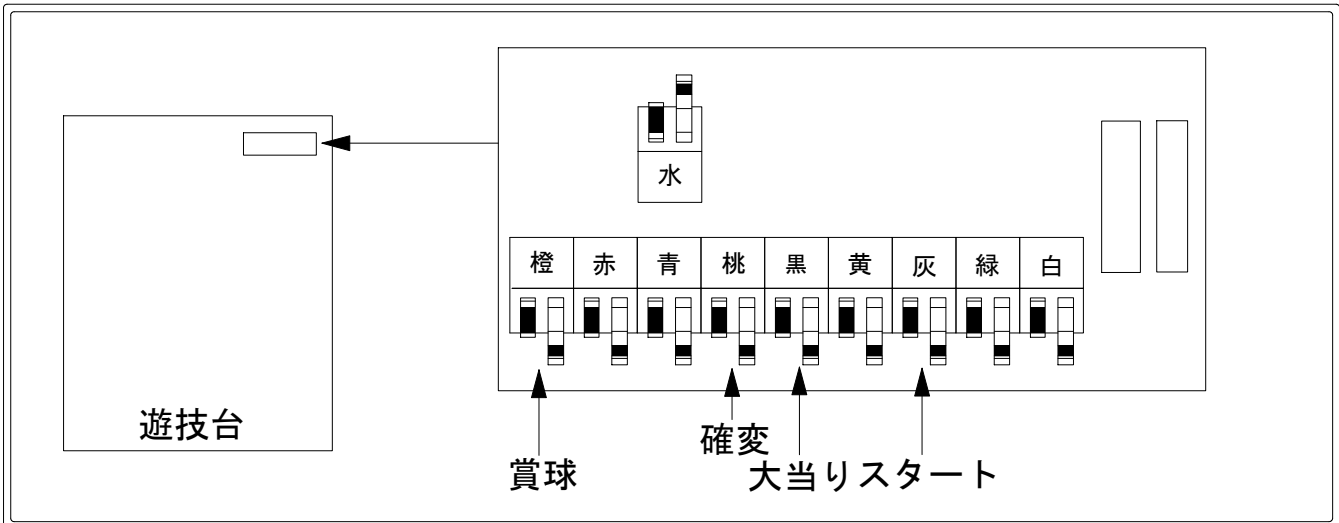 水
橙 赤 青 桃 黒 黄 灰 緑 白
遊技台
賞球
確変
大当り
スタート